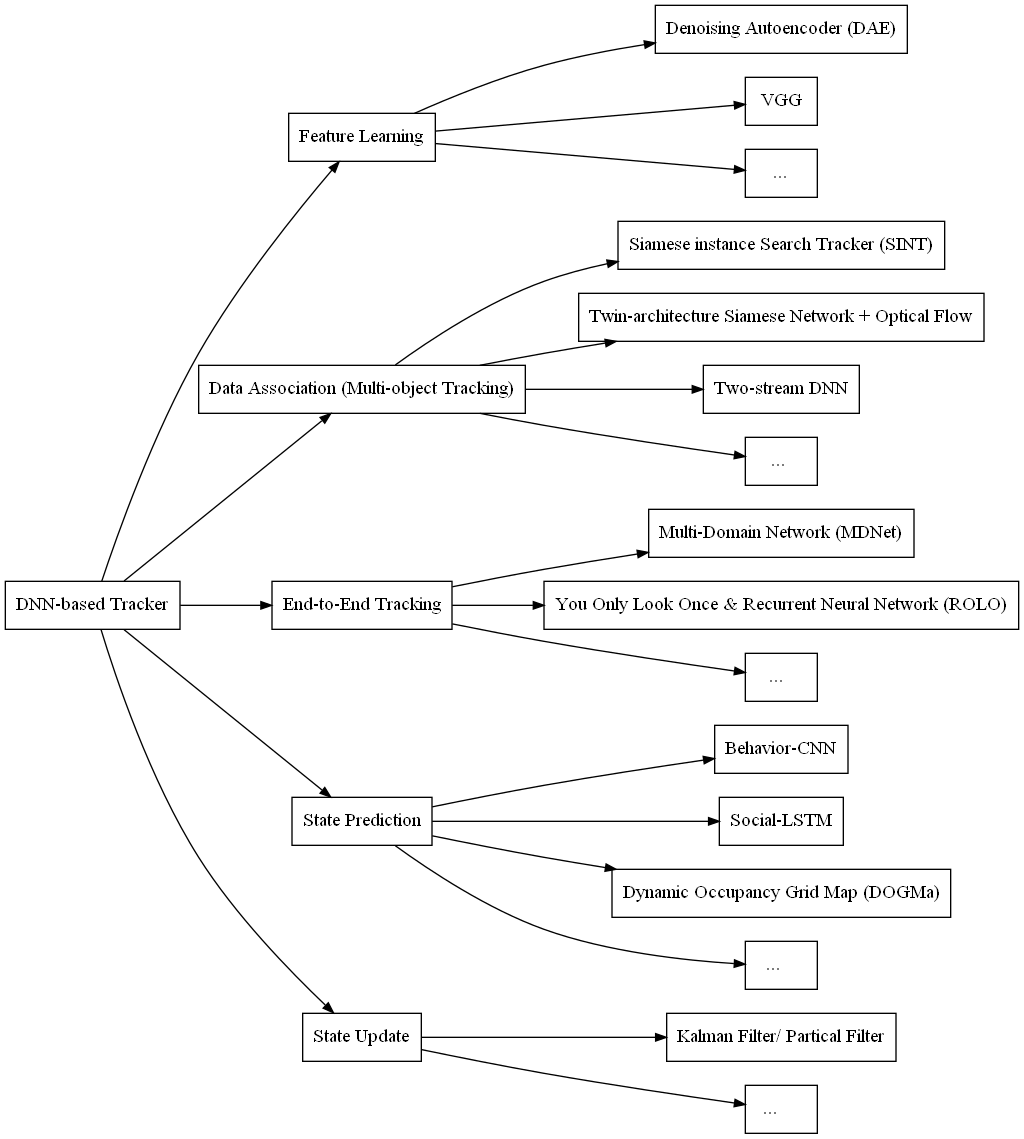 Denoising Autoencoder (DAE)
VGG
Feature Learning
...
Siamese instance Search Tracker (SINT)
Twin-architecture Siamese Network + Optical Flow
Data Association (Multi-object Tracking)
Two-stream DNN
...
Multi-Domain Network (MDNet)
DNN-based Tracker
End-to-End Tracking
You Only Look Once & Recurrent Neural Network (ROLO)
...
Behavior-CNN
State Prediction
Social-LSTM
Dynamic Occupancy Grid Map (DOGMa)
...
State Update
Kalman Filter/ Partical Filter
...